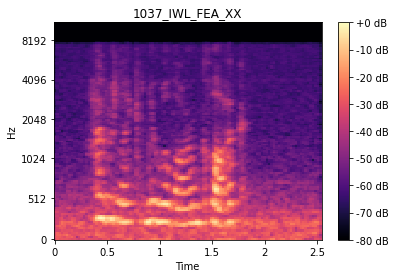 1037_IWL_FEA_XX
+0 dB
8192
-10 dB
4096
-20 dB
-30 dB
2048
Hz
-40 dB
1024
-50 dB
512
-60 dB
-70 dB
0
-80 dB
0 0.5 1 1.5 2 2.5
Time